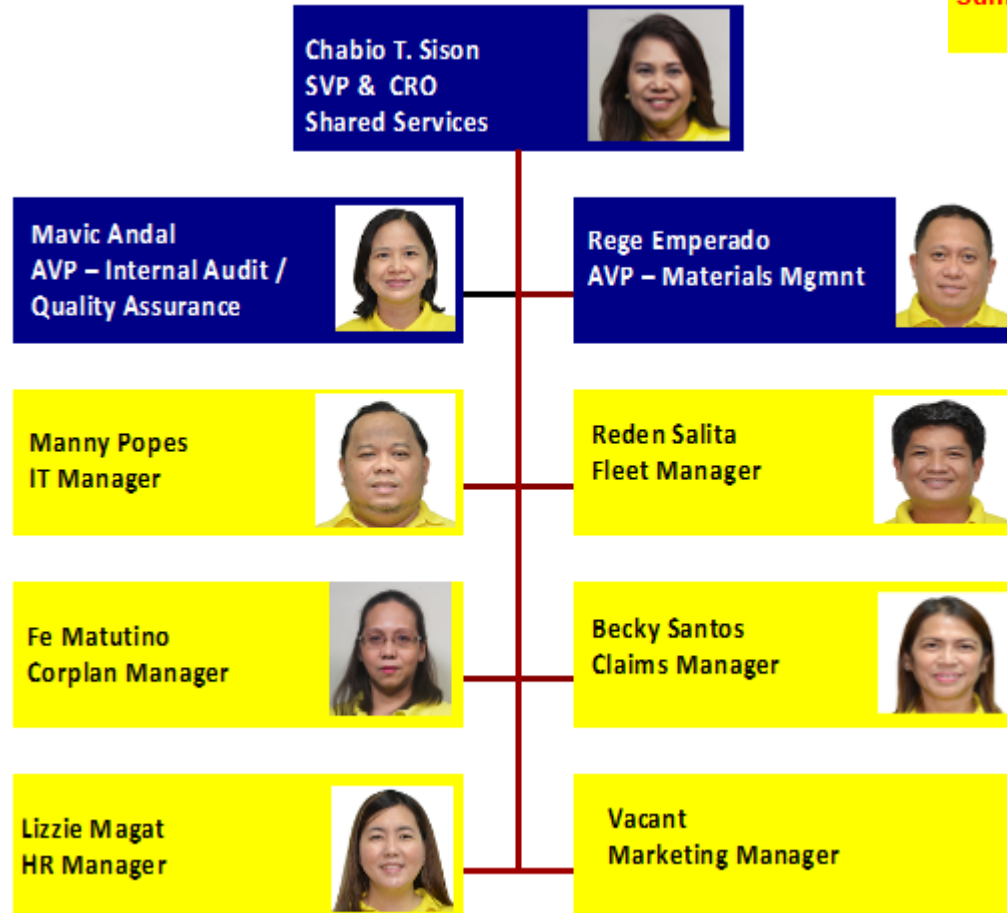 Chabio T. Sison
SVP & CRO
Shared Services
Mavic Andal
AVP – Internal Audit /
Quality Assurance
Rege Emperado
AVP – Materials Mgmnt
Manny Popes
IT Manager
Reden Salita
Fleet Manager
Fe Matutino
Corplan Manager
Becky Santos
Claims Manager
Lizzie Magat
HR Manager
Vacant
Marketing Manager